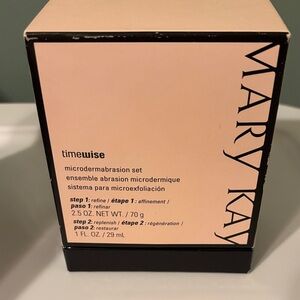 MARY KAY
timewise
microdermabrasion set
ensemble abrasion microdermique
sistema para microexfoliación
step 1: refine / étape 1: affinement /
paso 1: refinar
2.5 OZ. NET WT. / 70 g
step 2: replenish / étape 2: régénération /
paso 2: restaurar
1 FL. OZ. / 29 mL